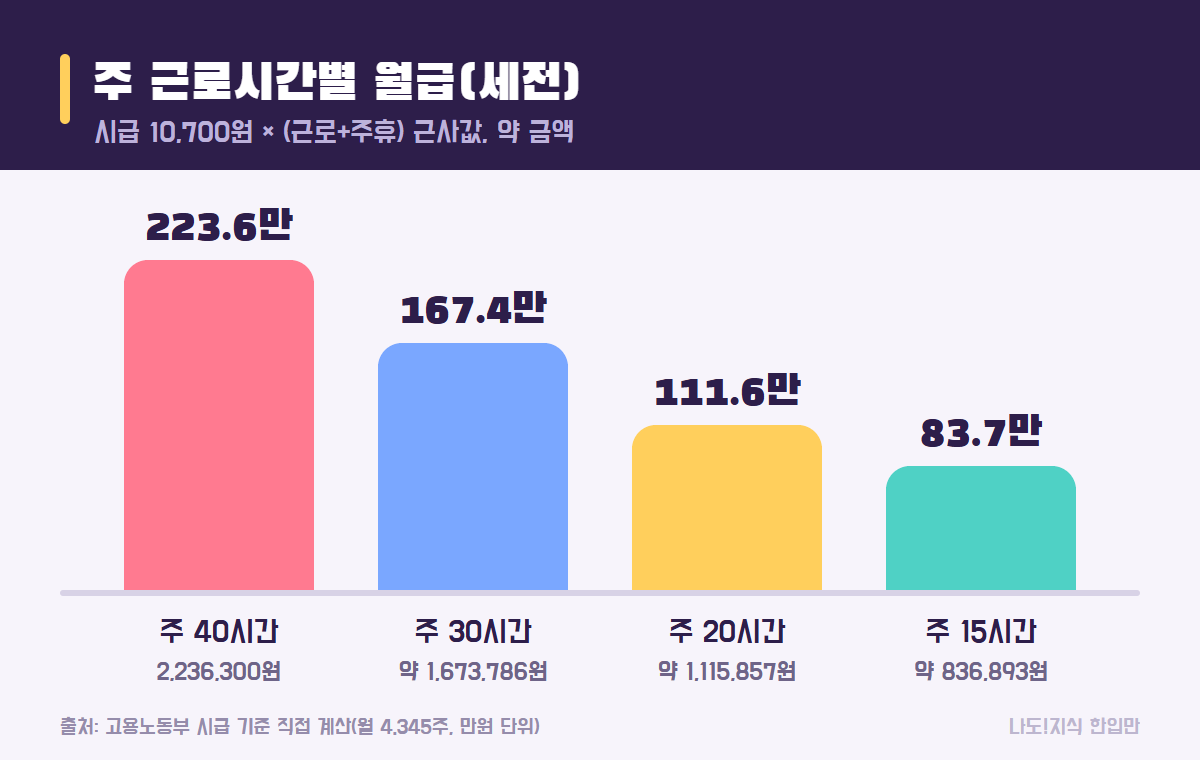 주 근로시간별 월급(세전)
시급 10,700원 × (근로+주휴) 근사값, 약 금액
223.6만
167.4만
111.6만
83.7만
주 40시간
주 30시간
주 20시간
주 15시간
2,236,300원
약 1,673,786원
약 1,115,857원
약 836,893원
출처: 고용노동부 시급 기준 직접 계산(월 4.345주, 만원 단위)
나도!지식 한입만